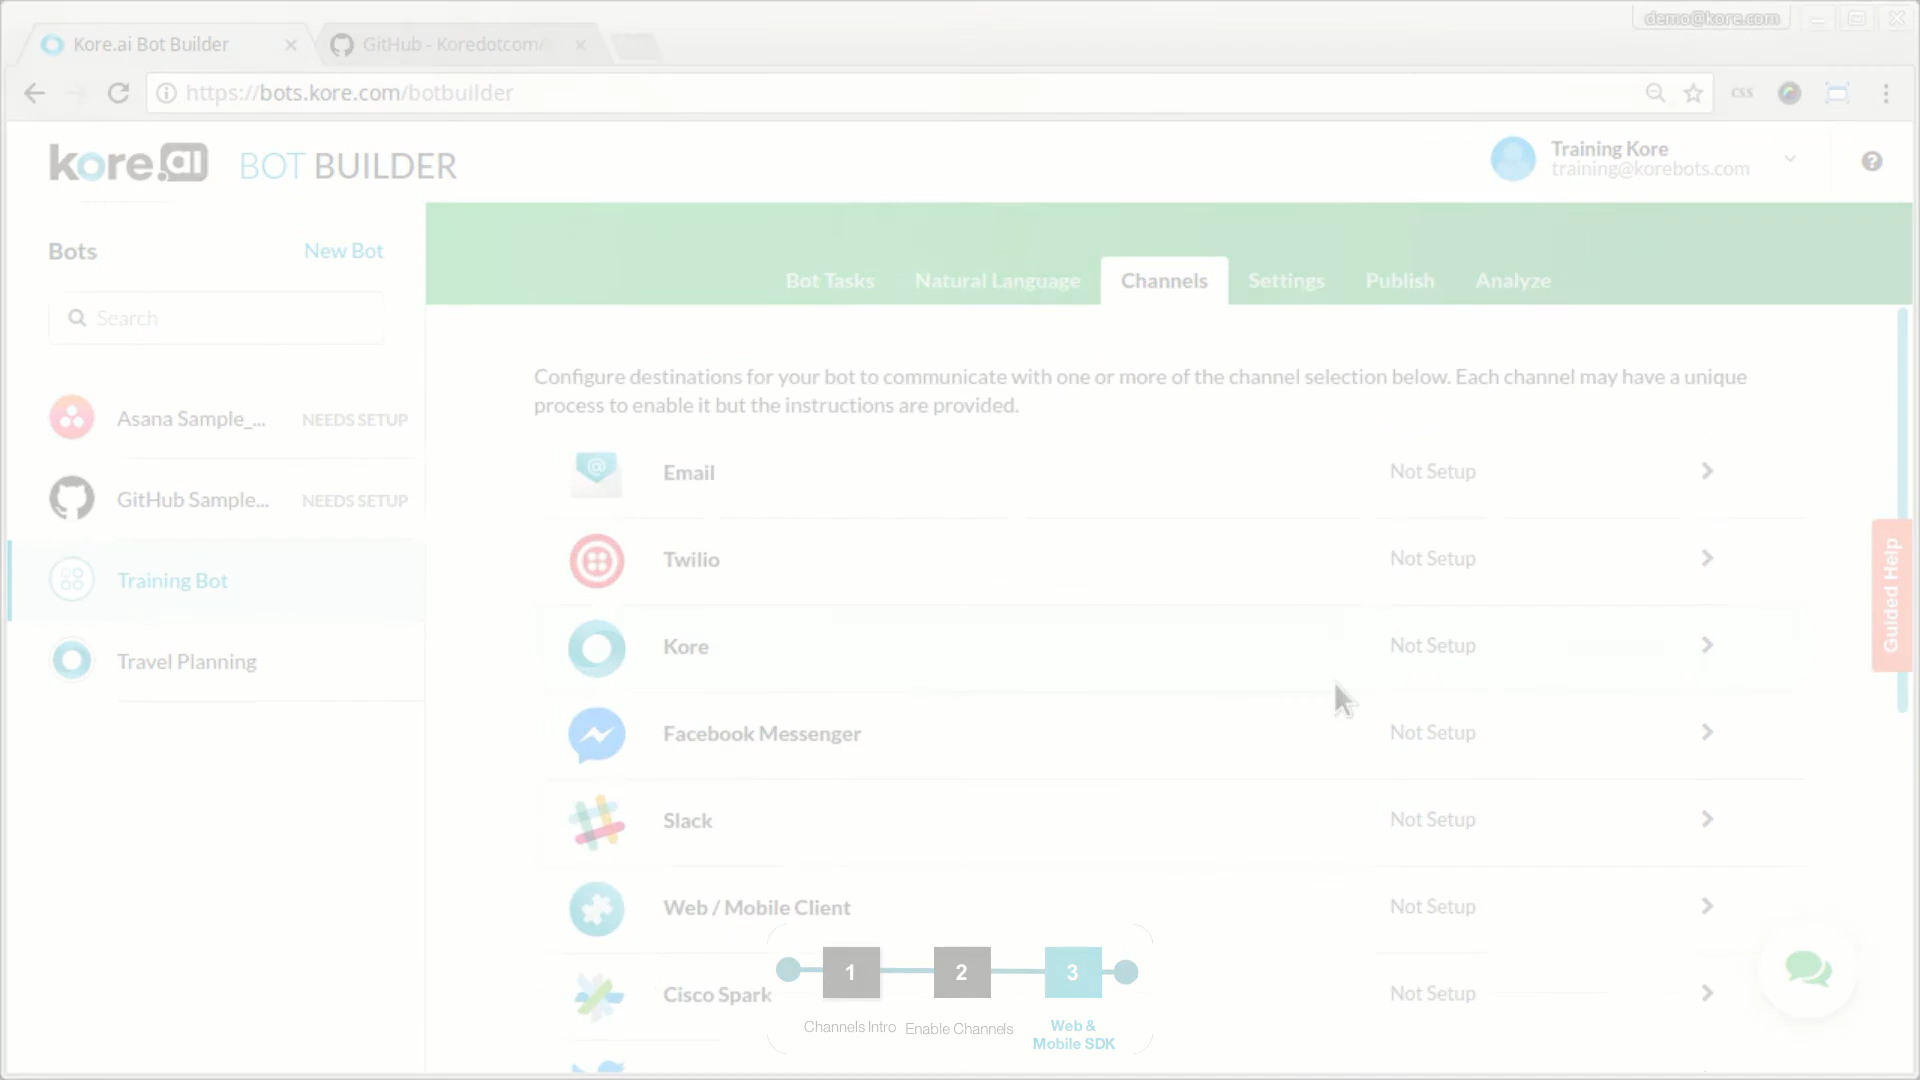 demo@kore.com
Kore.ai Bot Builder
GitHub - Koredotcom/
https://bots.kore.com/botbuilder
css
kore.ai BOT BUILDER
Training Kore
training@korebots.com
Bots
New Bot
Bot Tasks
Natural Language
Channels
Settings
Publish
Analyze
Search
Configure destinations for your bot to communicate with one or more of the channel selection below. Each channel may have a unique
process to enable it but the instructions are provided.
Asana Sample_...
NEEDS SETUP
GitHub Sample...
NEEDS SETUP
Training Bot
Travel Planning
Email
Not Setup
Twilio
Not Setup
Kore
Not Setup
Facebook Messenger
Not Setup
Slack
Not Setup
Web / Mobile Client
Not Setup
Cisco Spark
Not Setup
Guided Help
1
2
3
Channels Intro
Enable Channels
Web &
Mobile SDK